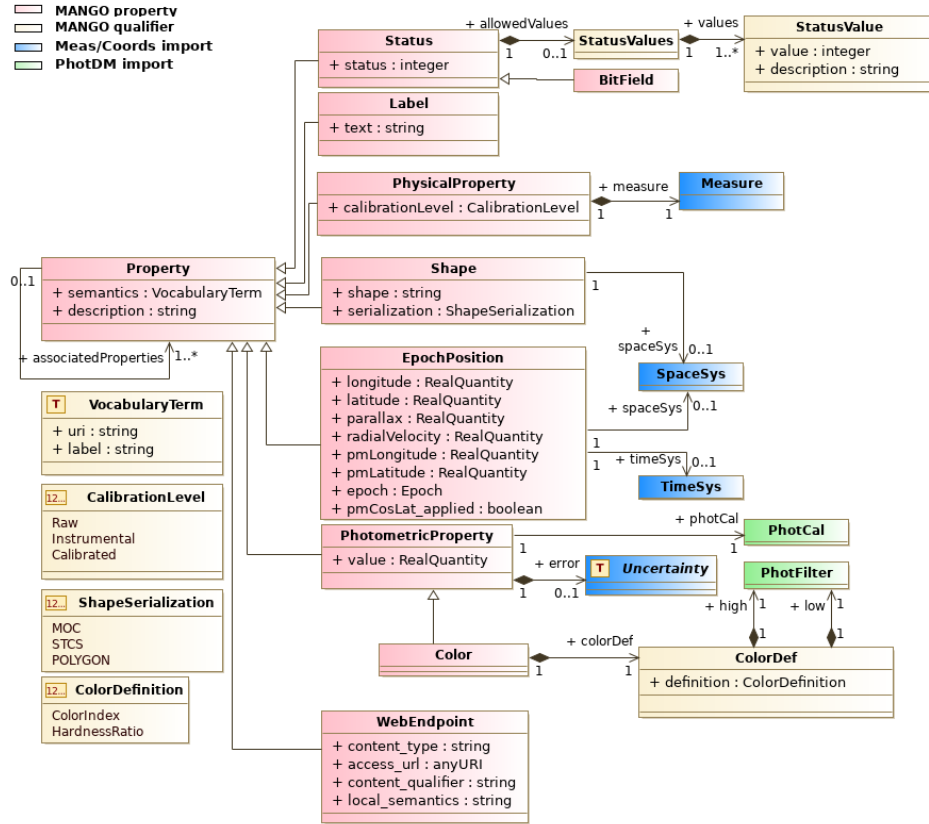 MANGO property
MANGO qualifier
Meas/Coords import
PhotDM import
Status
+ status : integer
+ allowedValues
1
0..1
StatusValues
+ values
1
1..*
StatusValue
+ value : integer
+ description : string
BitField
Label
+ text : string
PhysicalProperty
+ calibrationLevel : CalibrationLevel
+ measure
1
1
Measure
Property
+ semantics : VocabularyTerm
+ description : string
0..1
+ associatedProperties
1..*
Shape
+ shape : string
+ serialization : ShapeSerialization
1
+
spaceSys
0..1
SpaceSys
EpochPosition
+ longitude : RealQuantity
+ latitude : RealQuantity
+ parallax : RealQuantity
+ radialVelocity : RealQuantity
+ pmLongitude : RealQuantity
+ pmLatitude : RealQuantity
+ epoch : Epoch
+ pmCosLat_applied : boolean
+ spaceSys
0..1
1
1
+ timeSys
0..1
TimeSys
T
VocabularyTerm
+ uri : string
+ label : string
12...
CalibrationLevel
Raw
Instrumental
Calibrated
12...
ShapeSerialization
MOC
STCS
POLYGON
12...
ColorDefinition
ColorIndex
HardnessRatio
PhotometricProperty
+ value : RealQuantity
+ photCal
1
1
PhotCal
+ error
1
0..1
T
Uncertainty
PhotFilter
+ high
1
+ low
1
1
1
Color
+ colorDef
1
1
ColorDef
+ definition : ColorDefinition
WebEndpoint
+ content_type : string
+ access_url : anyURI
+ content_qualifier : string
+ local_semantics : string